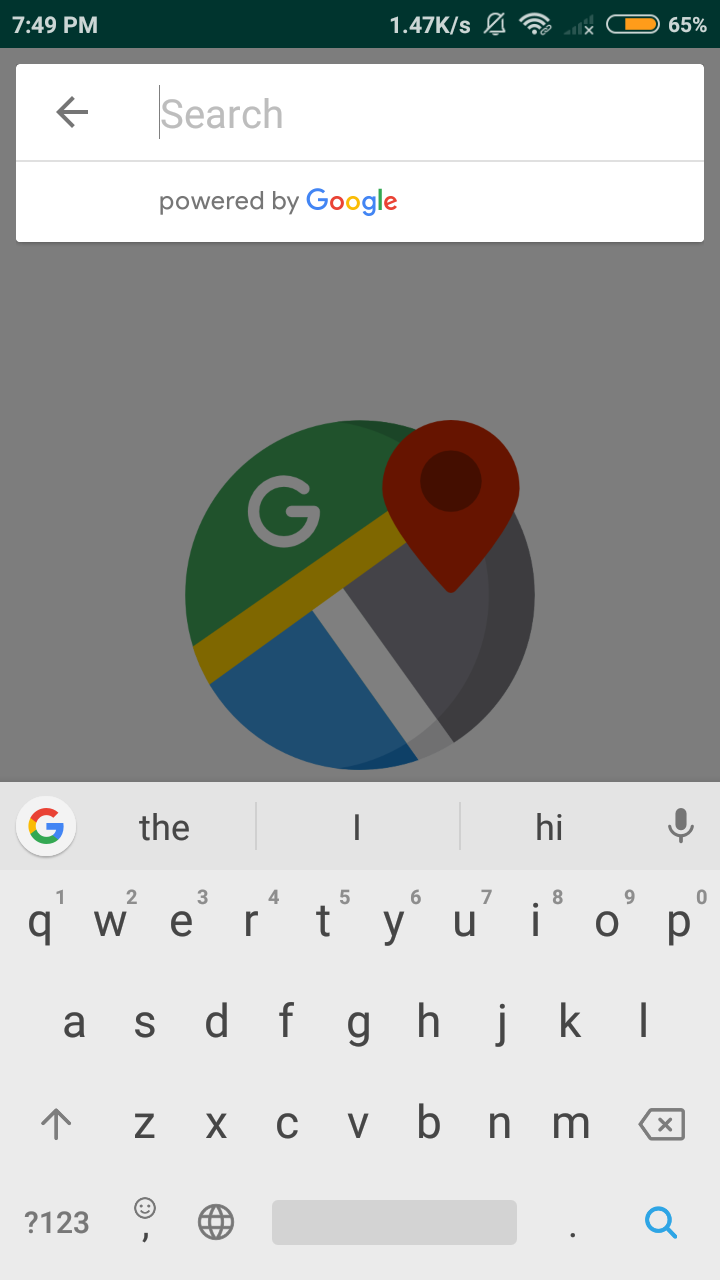 7:49 PM 1.47K/s 65%
Search
powered by Google
G
G the I hi
1 2 3 4 5 6 7 8 9 0
q w e r t y u i o p
a s d f g h j k l
z x c v b n m
?123 , .